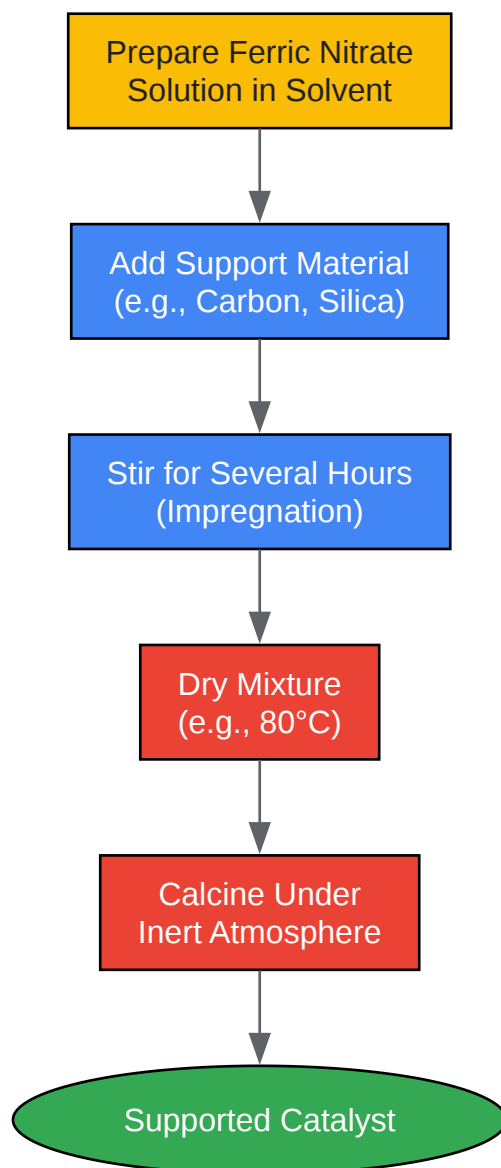 Prepare Ferric Nitrate
Solution in Solvent
Add Support Material
(e.g., Carbon, Silica)
Stir for Several Hours
(Impregnation)
Dry Mixture
(e.g., 80°C)
Calcine Under
Inert Atmosphere
Supported Catalyst